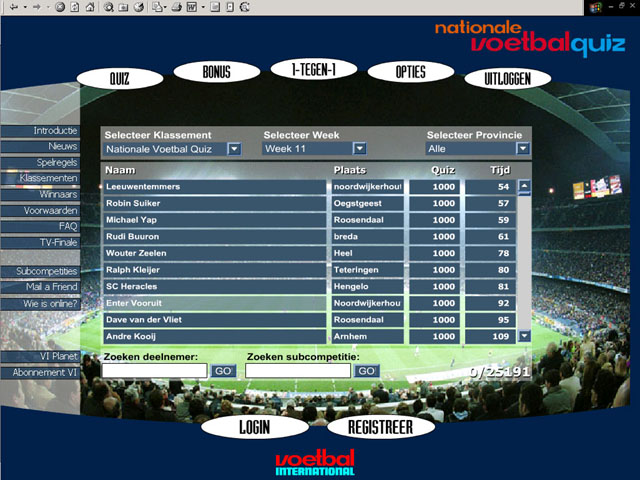 nationale
voetbalquiz
QUIZ
BONUS
1-TEGEN-1
OPTIES
UITLOGGEN
Introductie
Nieuws
Spelregels
Klassementen
Winnaars
Voorwaarden
FAQ
TV-Finale
Subcompetities
Mail a Friend
Wie is online?
VI Planet
Abonnement VI
Selecteer Klassement Selecteer Week Selecteer Provincie
Nationale Voetbal Quiz Week 11 Alle
Naam Plaats Quiz Tijd
Leeuwentemmers noordwijkerhout 1000 54
Robin Suiker Oegstgeest 1000 57
Michael Yap Roosendaal 1000 59
Rudi Buuron breda 1000 61
Wouter Zeelen Heel 1000 78
Ralph Kleijer Teteringen 1000 80
SC Heracles Hengelo 1000 81
Enter Vooruit Noordwijkerhou 1000 92
Dave van der Vliet Roosendaal 1000 95
Andre Kooij Arnhem 1000 109
Zoeken deelnemer: Zoeken subcompetitie:
GO GO
0/25191
LOGIN
REGISTREER
voetbal
INTERNATIONAL